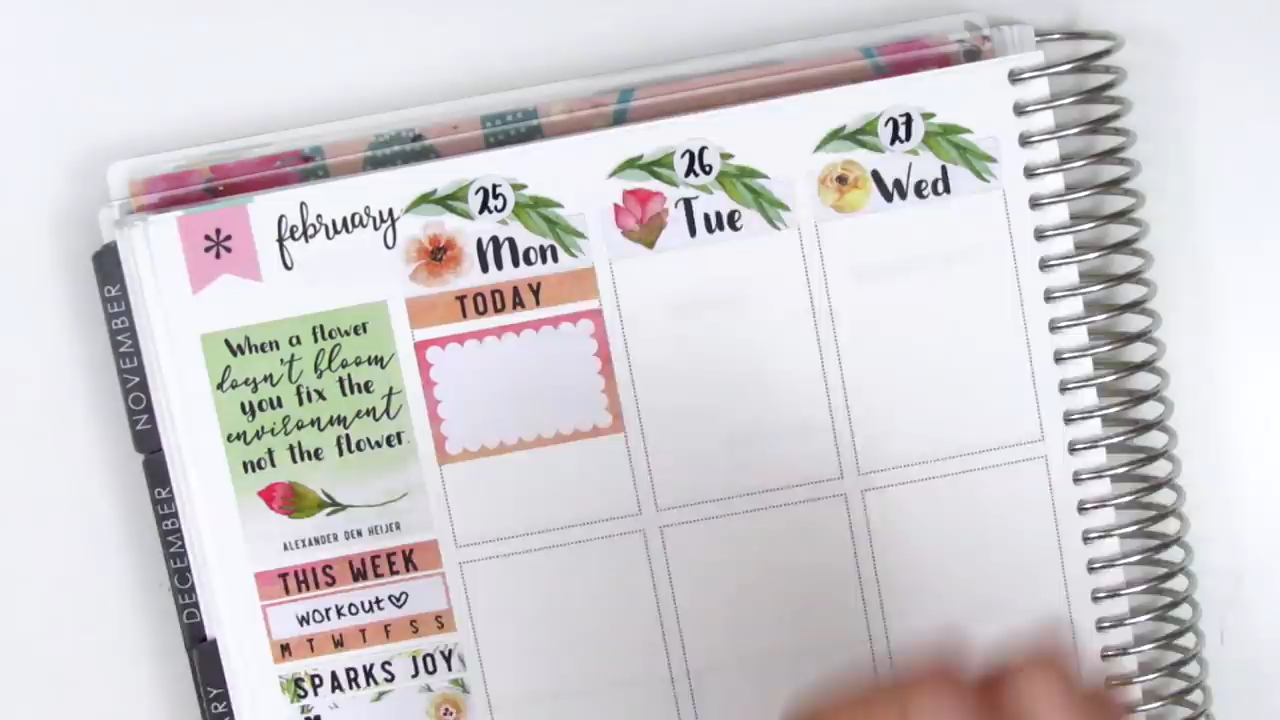 NOVEMBER
DECEMBER
ARY
*
february
25
Mon
26
Tue
27
Wed
TODAY
When a flower
doesn't bloom
you fix the
environment
not the flower.
ALEXANDER DEN HEIJER
THIS WEEK
workout♡
M T W T F S S
SPARKS JOY
M